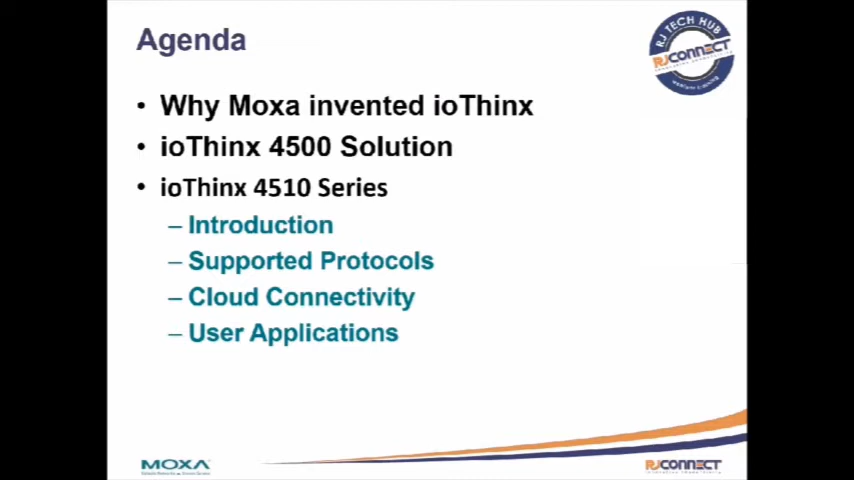 Agenda
RJ TECH HUB
RJCONNECT
• Why Moxa invented ioThinx
• ioThinx 4500 Solution
• ioThinx 4510 Series
– Introduction
– Supported Protocols
– Cloud Connectivity
– User Applications
MOXA
RJCONNECT